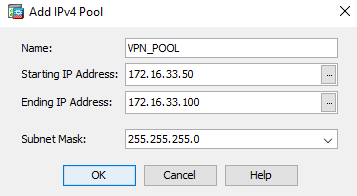 Add IPv4 Pool
Name: VPN_POOL
Starting IP Address: 172.16.33.50 ...
Ending IP Address: 172.16.33.100 ...
Subnet Mask: 255.255.255.0
OK Cancel Help